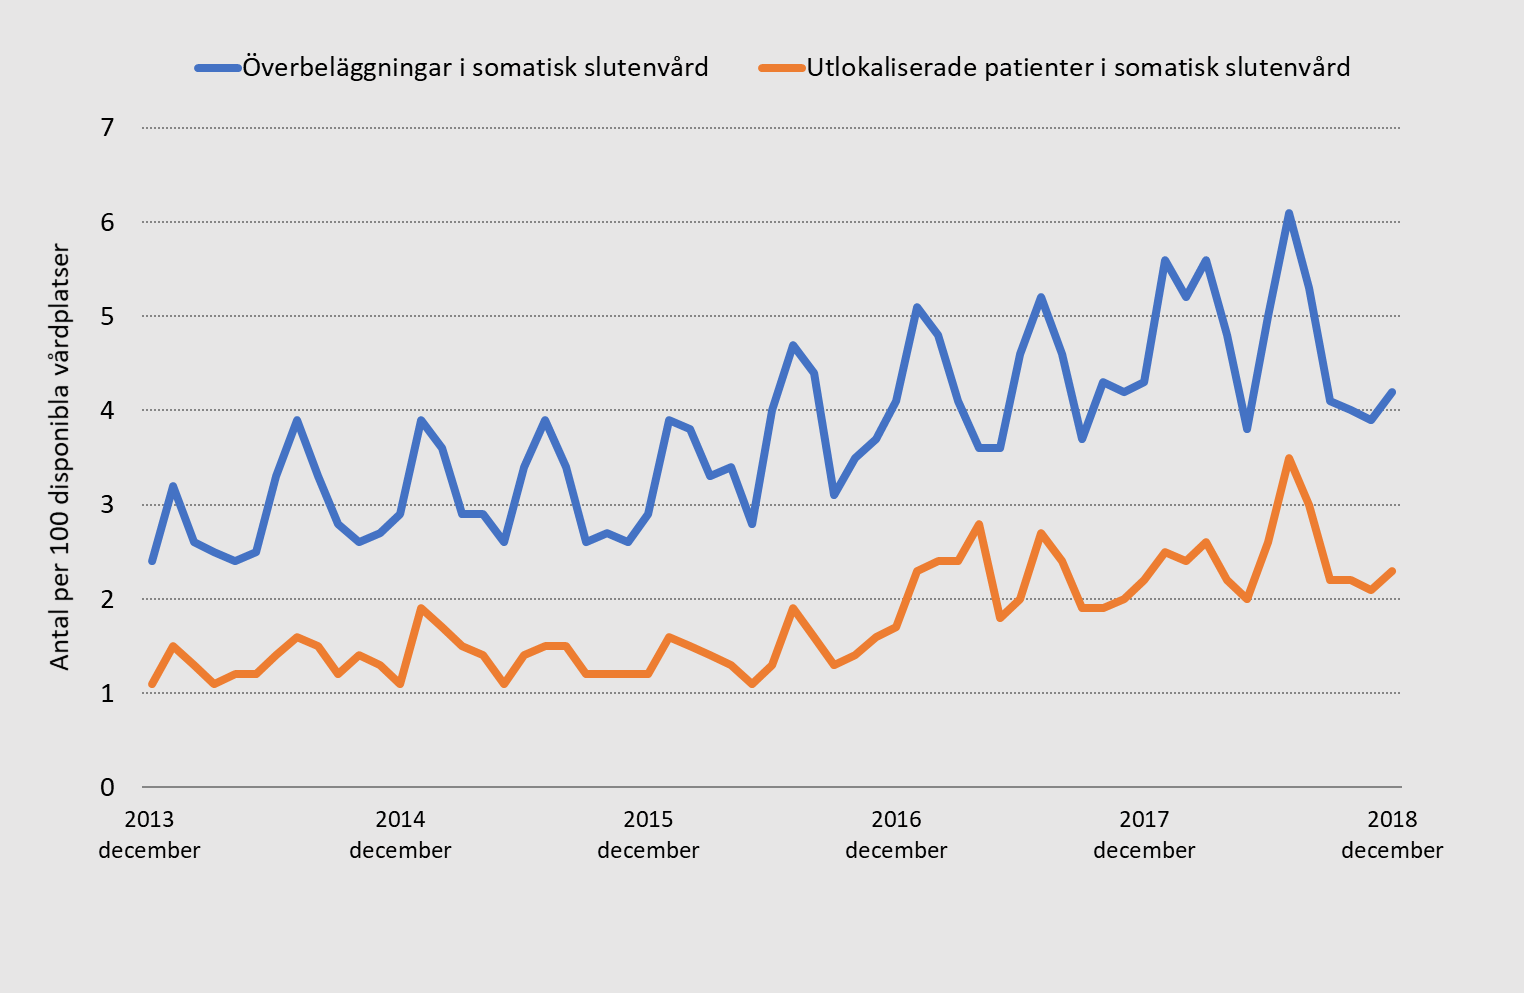 Överbeläggningar i somatisk slutenvård
Utlokaliserade patienter i somatisk slutenvård
Antal per 100 disponibla vårdplatser
7
6
5
4
3
2
1
0
2013
december
2014
december
2015
december
2016
december
2017
december
2018
december